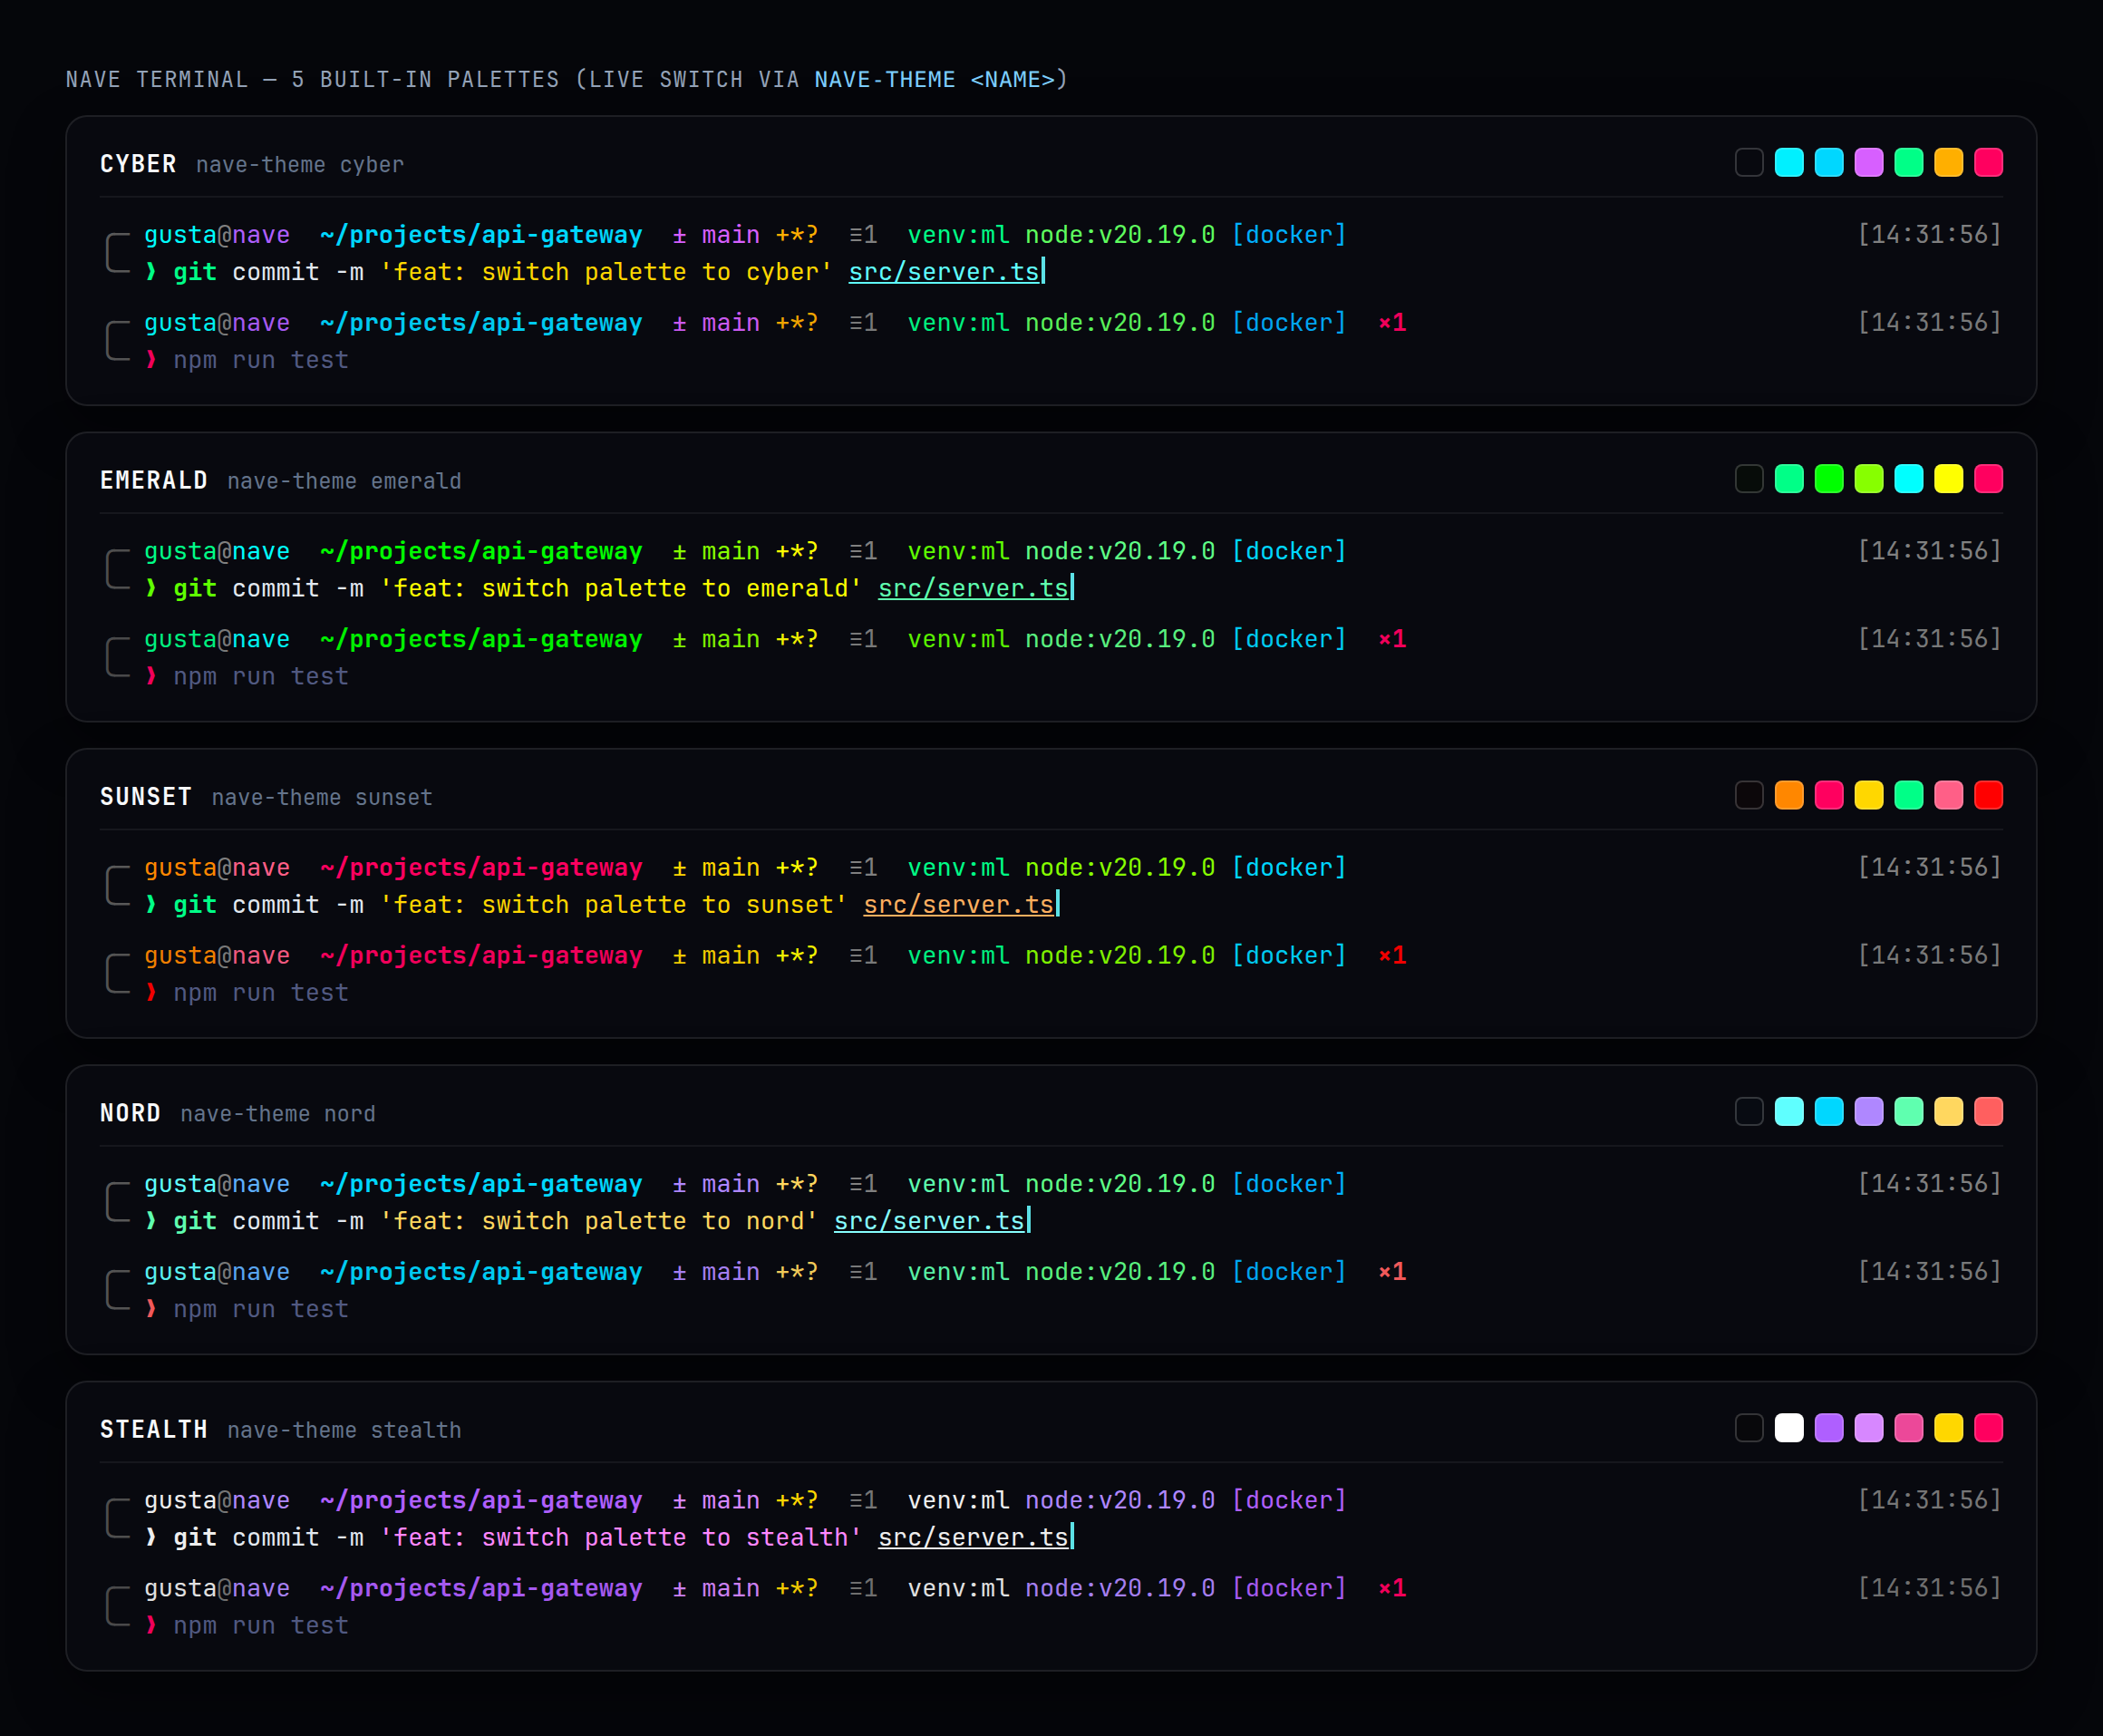 NAVE TERMINAL — 5 BUILT-IN PALETTES (LIVE SWITCH VIA NAVE-THEME <NAME>)
CYBER nave-theme cyber
gusta@nave ~/projects/api-gateway ± main +*? ≡1 venv:ml node:v20.19.0 [docker] [14:31:56]
❯ git commit -m 'feat: switch palette to cyber' src/server.ts
gusta@nave ~/projects/api-gateway ± main +*? ≡1 venv:ml node:v20.19.0 [docker] ×1 [14:31:56]
❯ npm run test
EMERALD nave-theme emerald
gusta@nave ~/projects/api-gateway ± main +*? ≡1 venv:ml node:v20.19.0 [docker] [14:31:56]
❯ git commit -m 'feat: switch palette to emerald' src/server.ts
gusta@nave ~/projects/api-gateway ± main +*? ≡1 venv:ml node:v20.19.0 [docker] ×1 [14:31:56]
❯ npm run test
SUNSET nave-theme sunset
gusta@nave ~/projects/api-gateway ± main +*? ≡1 venv:ml node:v20.19.0 [docker] [14:31:56]
❯ git commit -m 'feat: switch palette to sunset' src/server.ts
gusta@nave ~/projects/api-gateway ± main +*? ≡1 venv:ml node:v20.19.0 [docker] ×1 [14:31:56]
❯ npm run test
NORD nave-theme nord
gusta@nave ~/projects/api-gateway ± main +*? ≡1 venv:ml node:v20.19.0 [docker] [14:31:56]
❯ git commit -m 'feat: switch palette to nord' src/server.ts
gusta@nave ~/projects/api-gateway ± main +*? ≡1 venv:ml node:v20.19.0 [docker] ×1 [14:31:56]
❯ npm run test
STEALTH nave-theme stealth
gusta@nave ~/projects/api-gateway ± main +*? ≡1 venv:ml node:v20.19.0 [docker] [14:31:56]
❯ git commit -m 'feat: switch palette to stealth' src/server.ts
gusta@nave ~/projects/api-gateway ± main +*? ≡1 venv:ml node:v20.19.0 [docker] ×1 [14:31:56]
❯ npm run test